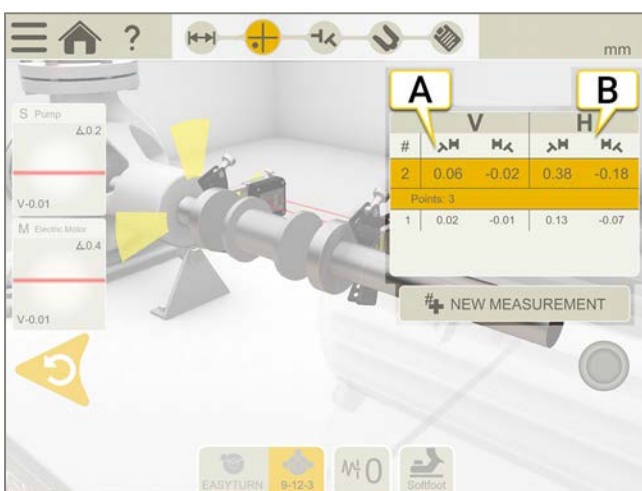 ?
mm
A
B
V H
#
2 0.06 -0.02 0.38 -0.18
Points: 3
1 0.02 -0.01 0.13 -0.07
NEW MEASUREMENT
S Pump
∡0.2
V-0.01
M Electric Motor
∡0.4
V-0.01
EASYTURN
9-12-3
0
Softfoot